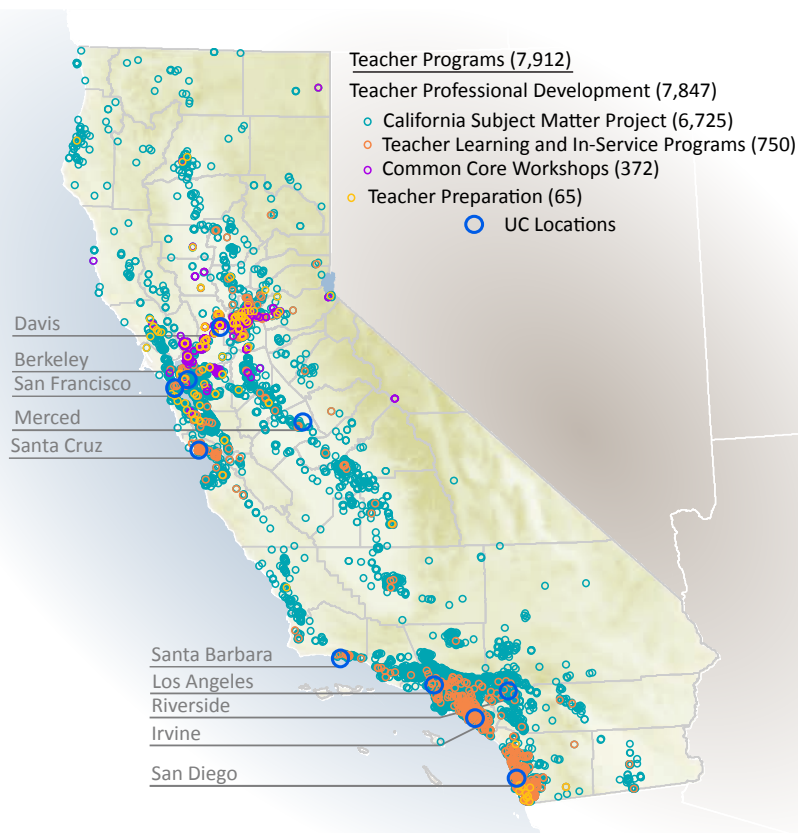 Teacher Programs (7,912)
Teacher Professional Development (7,847)
California Subject Matter Project (6,725)
Teacher Learning and In-Service Programs (750)
Common Core Workshops (372)
Teacher Preparation (65)
UC Locations
Davis
Berkeley
San Francisco
Merced
Santa Cruz
Santa Barbara
Los Angeles
Riverside
Irvine
San Diego